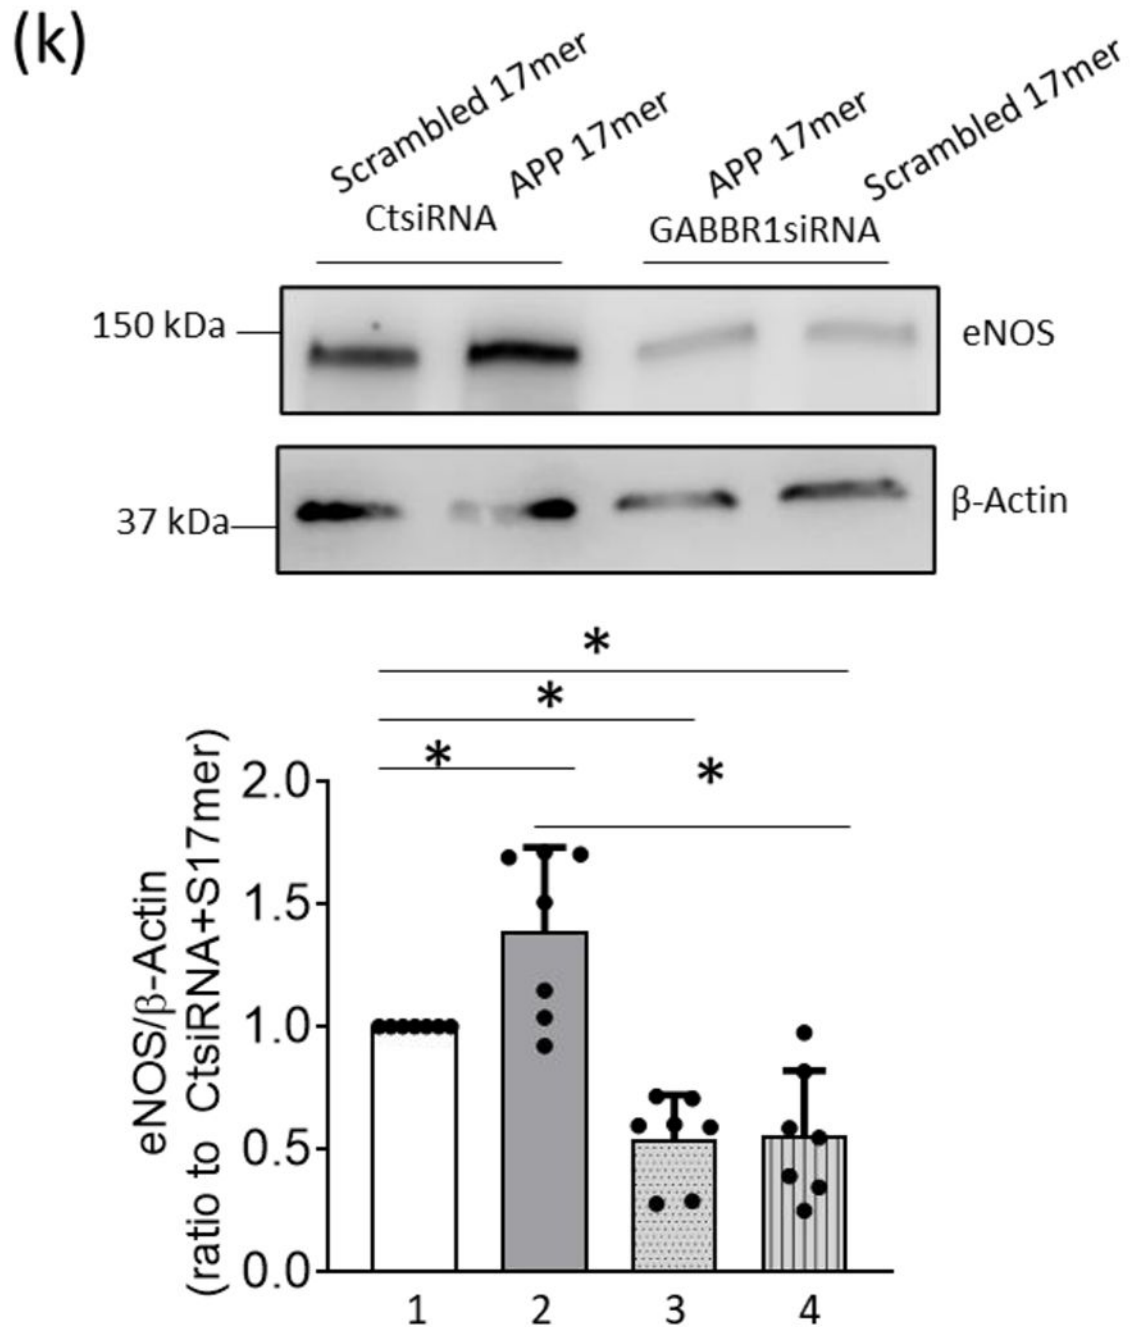 (k)
Scrambled 17mer
APP 17mer
APP 17mer
Scrambled 17mer
CtsiRNA
GABBR1siRNA
150 kDa
eNOS
37 kDa
β-Actin
*
*
*
*
eNOS/β-Actin
(ratio to CtsiRNA+S17mer)
2.0
1.5
1.0
0.5
0.0
1 2 3 4